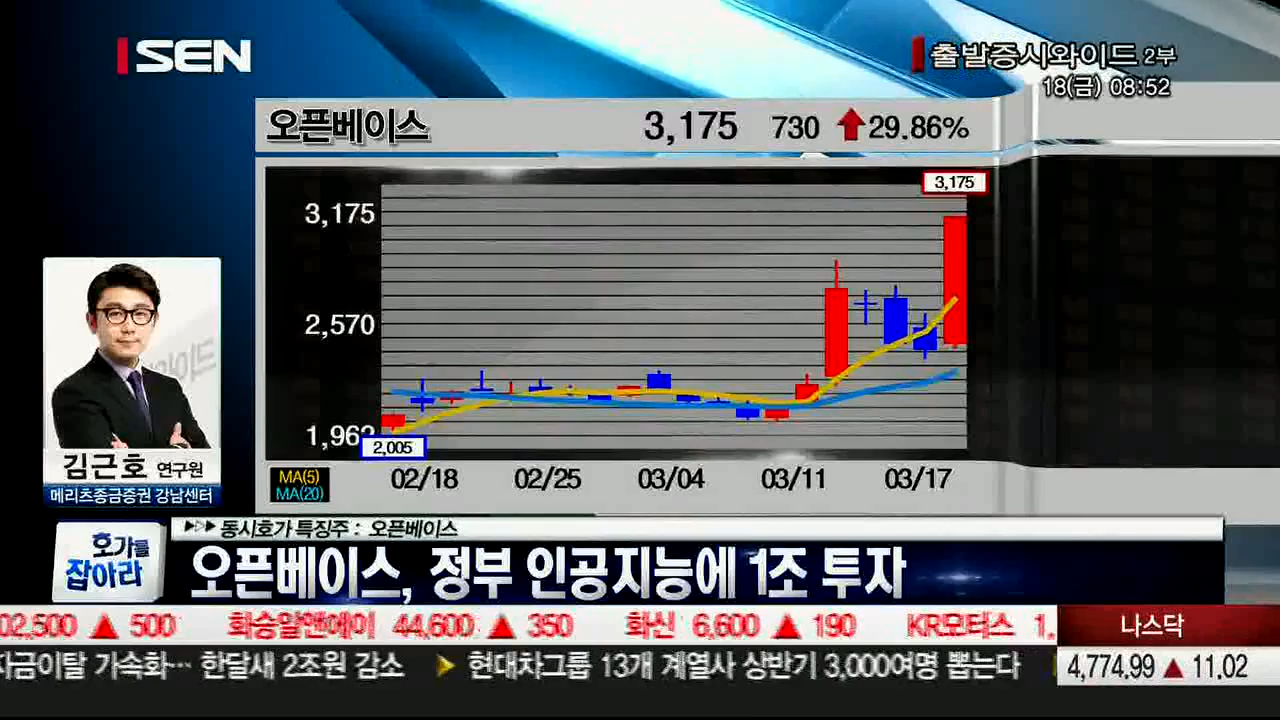 SEN
출발증시와이드 2부
18(금) 08:52
오픈베이스 3,175 730 29.86%
3,175
3,175
2,570
1,962
2,005
02/18 02/25 03/04 03/11 03/17
MA(5)
MA(20)
김근호 연구원
메리츠종금증권 강남센터
호가를
잡아라
동시호가 특징주 : 오픈베이스
오픈베이스, 정부 인공지능에 1조 투자
02,500 ▲ 500 화승알앤에이 44,600 ▲ 350 화신 6,600 ▲ 190 KR모터스 1,
나스닥
자금이탈 가속화… 한달새 2조원 감소 현대차그룹 13개 계열사 상반기 3,000여명 뽑는다
4,774.99 ▲ 11.02